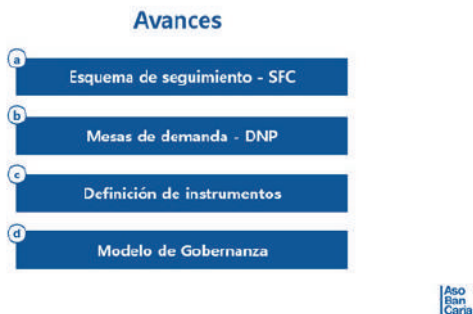 Avances
a
Esquema de seguimiento - SFC
b
Mesas de demanda - DNP
c
Definición de instrumentos
d
Modelo de Gobernanza
Aso
Ban
Caria